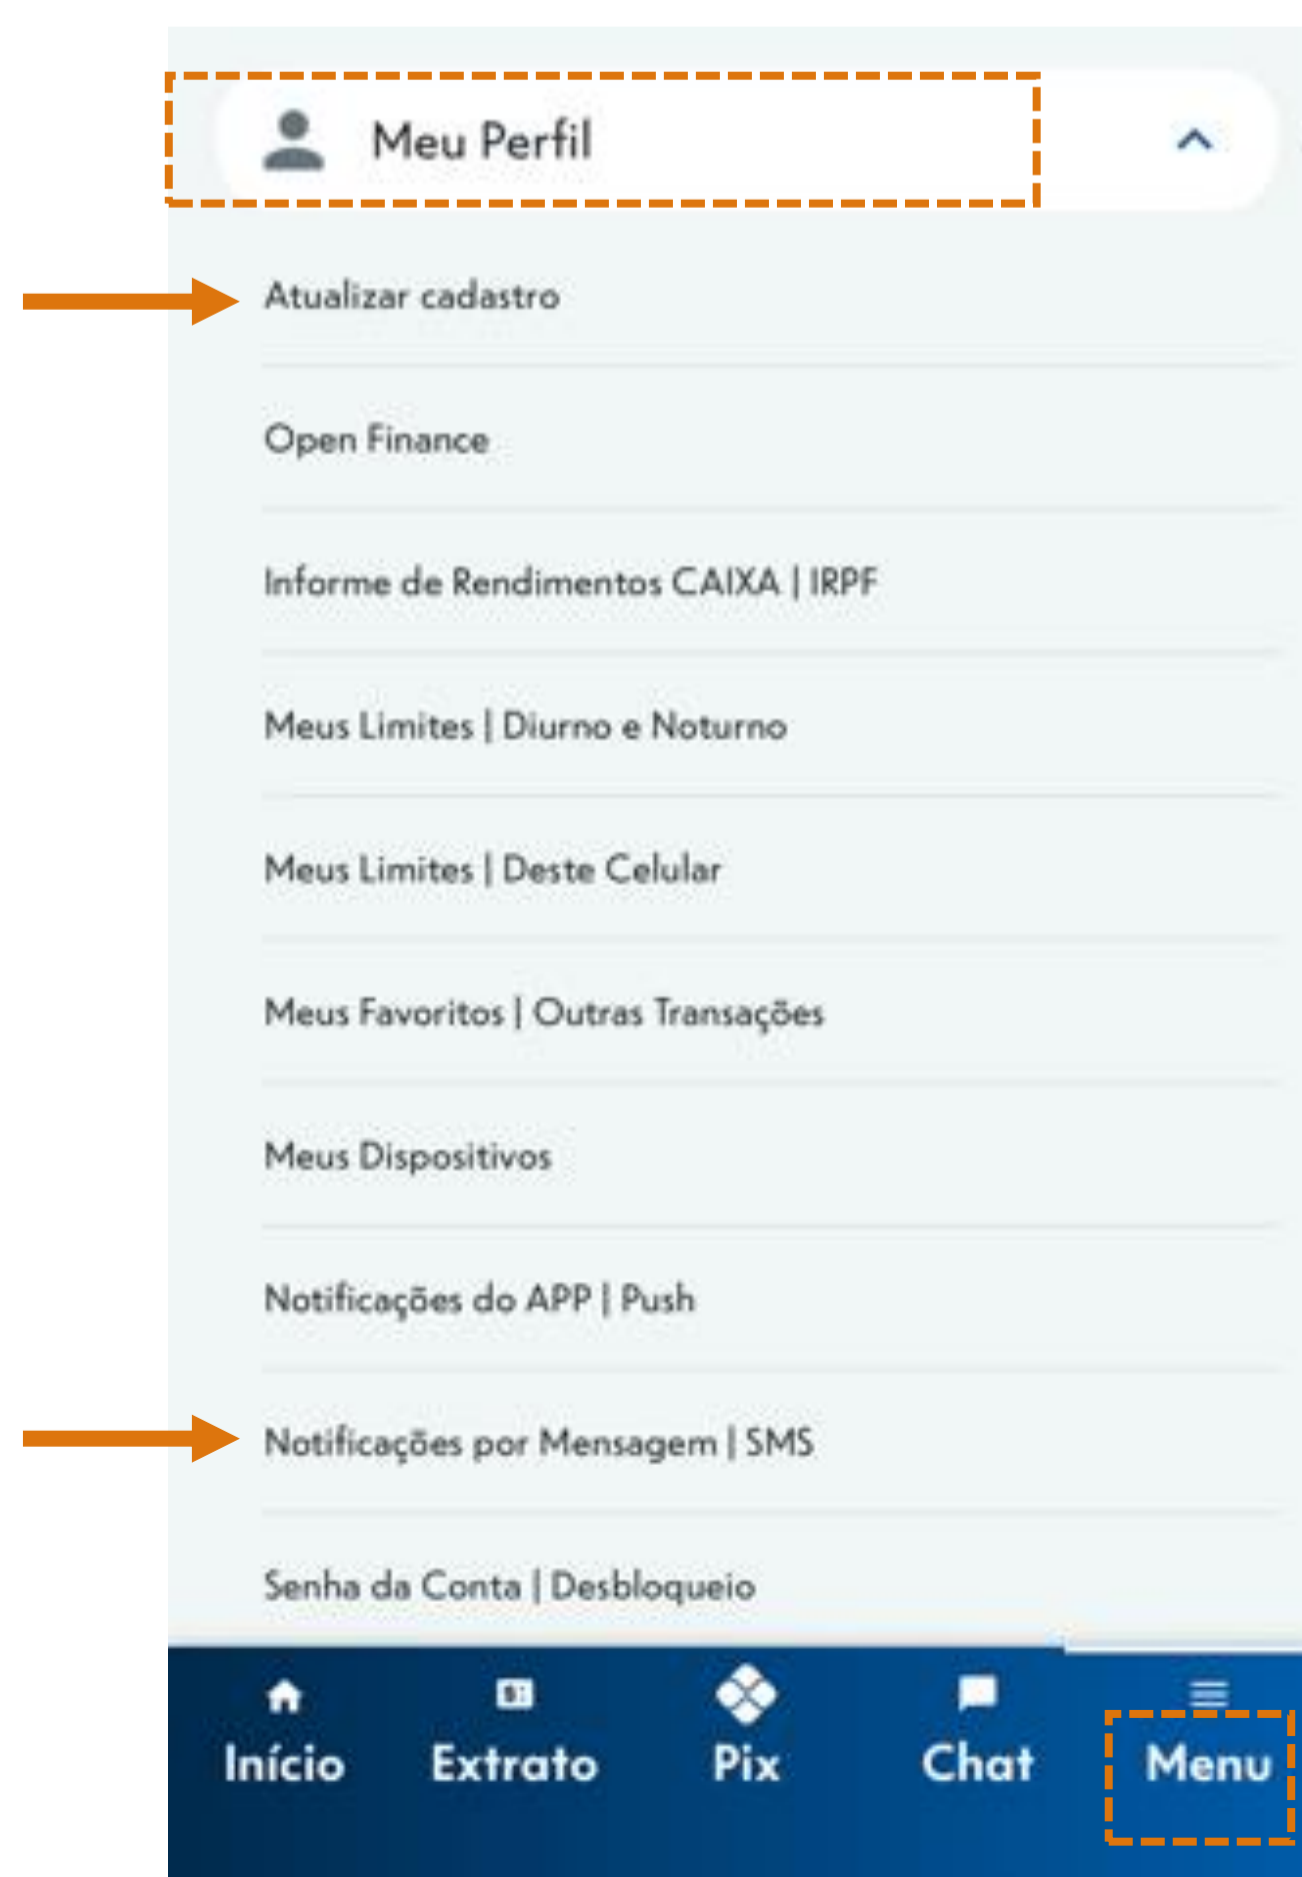 Meu Perfil
Atualizar cadastro
Open Finance
Informe de Rendimentos CAIXA | IRPF
Meus Limites | Diurno e Noturno
Meus Limites | Deste Celular
Meus Favoritos | Outras Transações
Meus Dispositivos
Notificações do APP | Push
Notificações por Mensagem | SMS
Senha da Conta | Desbloqueio
Início Extrato Pix Chat Menu